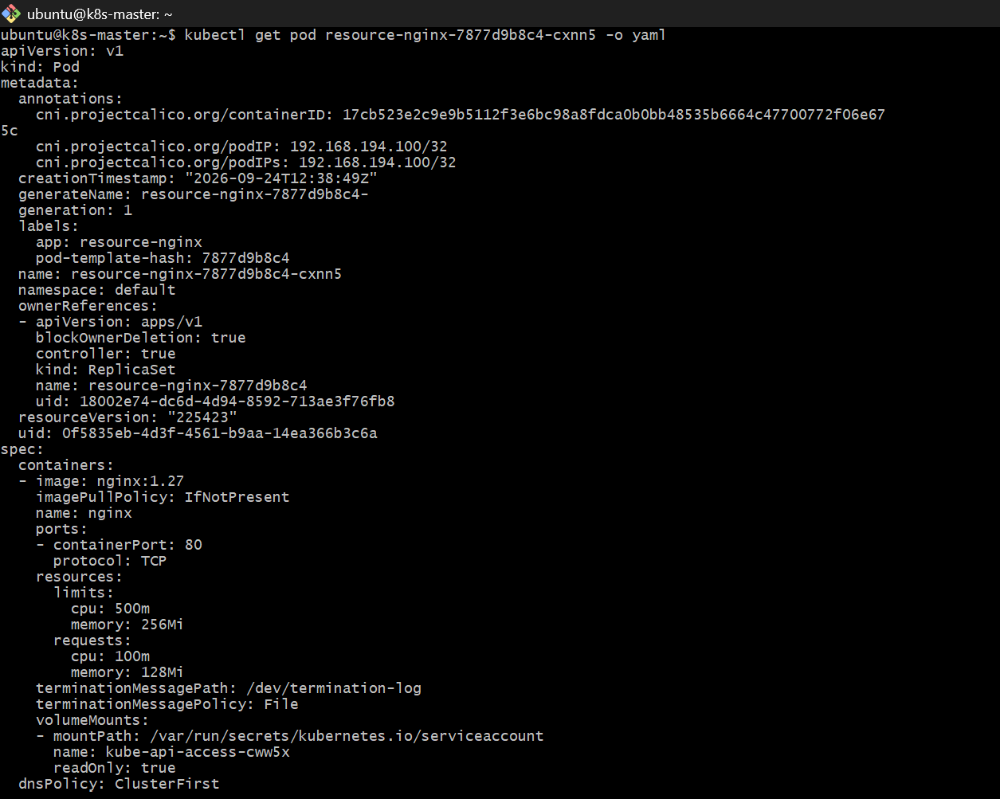 ubuntu@k8s-master: ~
ubuntu@k8s-master:~$ kubectl get pod resource-nginx-7877d9b8c4-cxnn5 -o yaml
apiVersion: v1
kind: Pod
metadata:
  annotations:
    cni.projectcalico.org/containerID: 17cb523e2c9e9b5112f3e6bc98a8fdca0b0bb48535b6664c47700772f06e67
5c
    cni.projectcalico.org/podIP: 192.168.194.100/32
    cni.projectcalico.org/podIPs: 192.168.194.100/32
  creationTimestamp: "2026-09-24T12:38:49Z"
  generateName: resource-nginx-7877d9b8c4-
  generation: 1
  labels:
    app: resource-nginx
    pod-template-hash: 7877d9b8c4
  name: resource-nginx-7877d9b8c4-cxnn5
  namespace: default
  ownerReferences:
  - apiVersion: apps/v1
    blockOwnerDeletion: true
    controller: true
    kind: ReplicaSet
    name: resource-nginx-7877d9b8c4
    uid: 18002e74-dc6d-4d94-8592-713ae3f76fb8
  resourceVersion: "225423"
  uid: 0f5835eb-4d3f-4561-b9aa-14ea366b3c6a
spec:
  containers:
  - image: nginx:1.27
    imagePullPolicy: IfNotPresent
    name: nginx
    ports:
    - containerPort: 80
      protocol: TCP
    resources:
      limits:
        cpu: 500m
        memory: 256Mi
      requests:
        cpu: 100m
        memory: 128Mi
    terminationMessagePath: /dev/termination-log
    terminationMessagePolicy: File
    volumeMounts:
    - mountPath: /var/run/secrets/kubernetes.io/serviceaccount
      name: kube-api-access-cww5x
      readOnly: true
  dnsPolicy: ClusterFirst